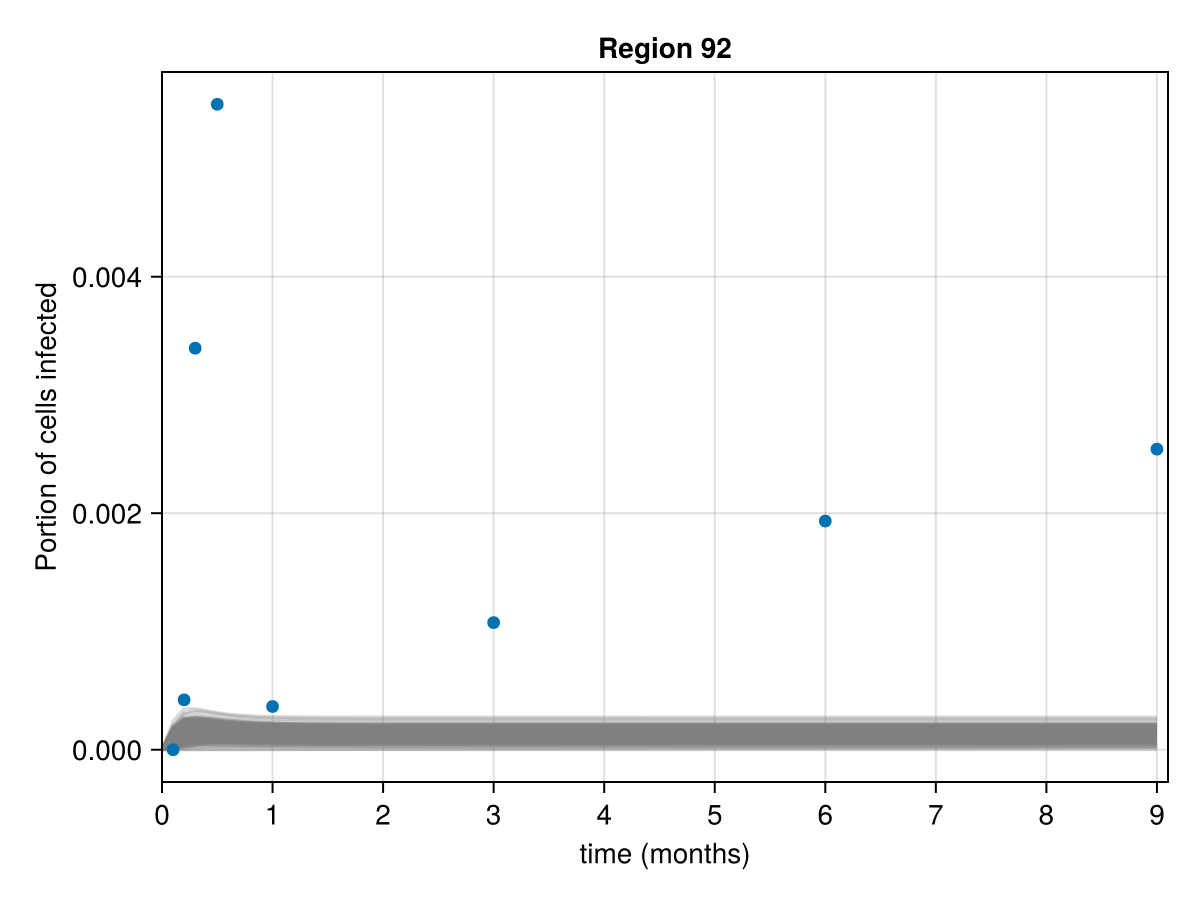 Region 92
Portion of cells infected
0.004
0.002
0.000
0 1 2 3 4 5 6 7 8 9
time (months)